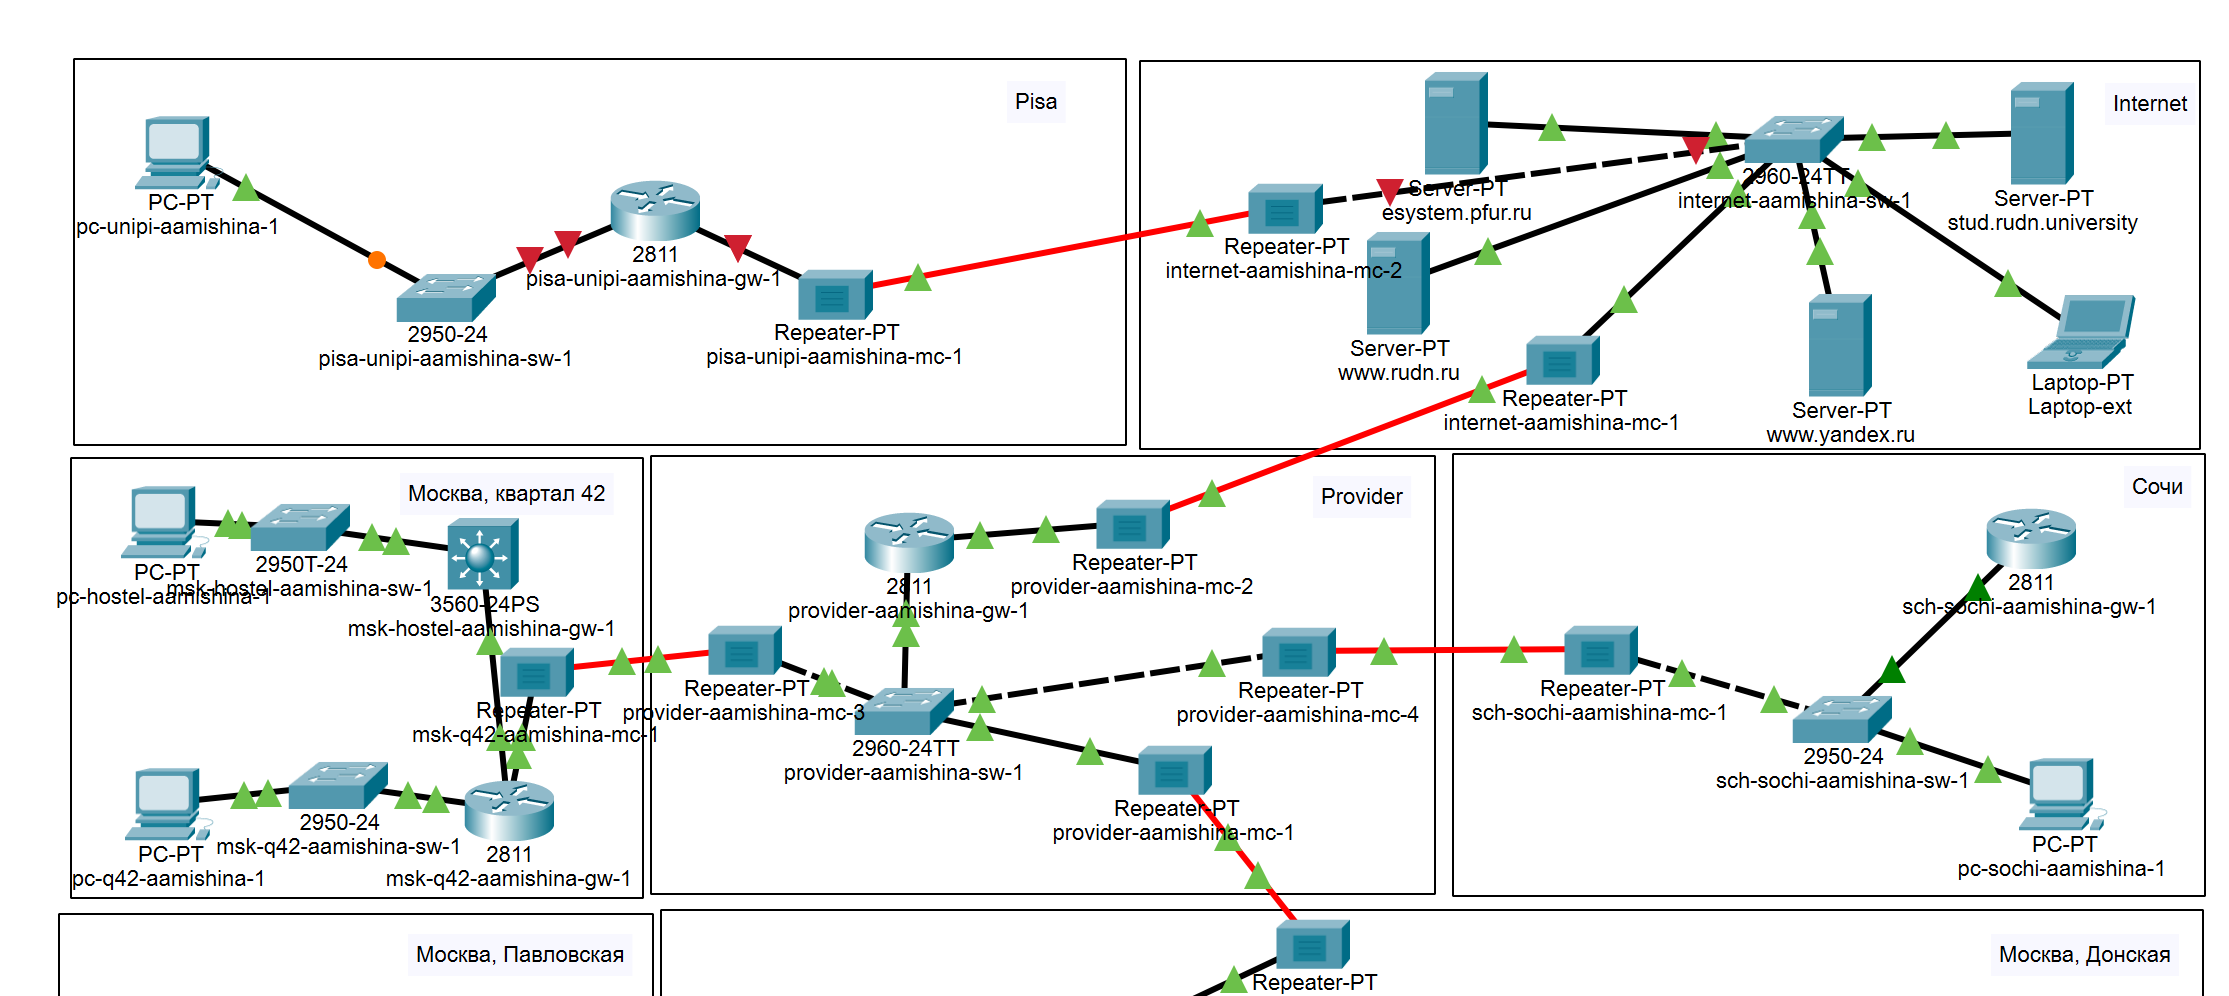 Pisa
PC-PT
pc-unipi-aamishina-1
2950-24
pisa-unipi-aamishina-sw-1
2811
pisa-unipi-aamishina-gw-1
Repeater-PT
pisa-unipi-aamishina-mc-1
Internet
Server-PT
esystem.pfur.ru
2960-24TT
internet-aamishina-sw-1
Server-PT
stud.rudn.university
Repeater-PT
internet-aamishina-mc-2
Server-PT
www.rudn.ru
Repeater-PT
internet-aamishina-mc-1
Server-PT
www.yandex.ru
Laptop-PT
Laptop-ext
Москва, квартал 42
PC-PT
pc-hostel-aamishina-1
2950T-24
msk-hostel-aamishina-sw-1
3560-24PS
msk-hostel-aamishina-gw-1
Repeater-PT
msk-q42-aamishina-mc-1
PC-PT
pc-q42-aamishina-1
2950-24
msk-q42-aamishina-sw-1
2811
msk-q42-aamishina-gw-1
Provider
2811
provider-aamishina-gw-1
Repeater-PT
provider-aamishina-mc-2
Repeater-PT
provider-aamishina-mc-3
2960-24TT
provider-aamishina-sw-1
Repeater-PT
provider-aamishina-mc-4
Repeater-PT
provider-aamishina-mc-1
Сочи
2811
sch-sochi-aamishina-gw-1
Repeater-PT
sch-sochi-aamishina-mc-1
2950-24
sch-sochi-aamishina-sw-1
PC-PT
pc-sochi-aamishina-1
Москва, Павловская
Москва, Донская
Repeater-PT